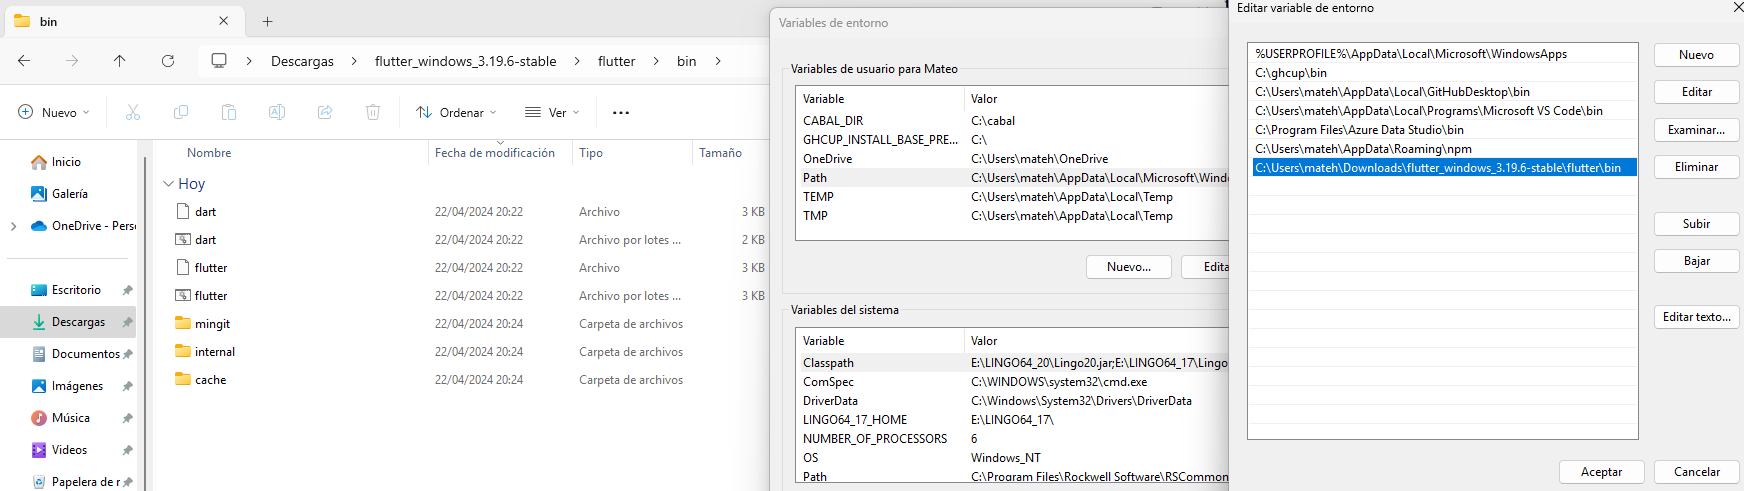 bin
Descargas > flutter_windows_3.19.6-stable > flutter > bin >
Nuevo
Ordenar
Ver
Inicio
Galería
OneDrive - Perso
Escritorio
Descargas
Documentos
Imágenes
Música
Videos
Papelera de r
Nombre Fecha de modificación Tipo Tamaño
Hoy
dart 22/04/2024 20:22 Archivo 3 KB
dart 22/04/2024 20:22 Archivo por lotes ... 2 KB
flutter 22/04/2024 20:22 Archivo 3 KB
flutter 22/04/2024 20:22 Archivo por lotes ... 3 KB
mingit 22/04/2024 20:24 Carpeta de archivos
internal 22/04/2024 20:24 Carpeta de archivos
cache 22/04/2024 20:24 Carpeta de archivos
Variables de entorno
Variables de usuario para Mateo
Variable Valor
CABAL_DIR C:\cabal
GHCUP_INSTALL_BASE_PRE... C:\
OneDrive C:\Users\mateh\OneDrive
Path C:\Users\mateh\AppData\Local\Microsoft\Windo
TEMP C:\Users\mateh\AppData\Local\Temp
TMP C:\Users\mateh\AppData\Local\Temp
Nuevo...
Edita
Variables del sistema
Variable Valor
Classpath E:\LINGO64_20\Lingo20.jar;E:\LINGO64_17\Lingo
ComSpec C:\WINDOWS\system32\cmd.exe
DriverData C:\Windows\System32\Drivers\DriverData
LINGO64_17_HOME E:\LINGO64_17\
NUMBER_OF_PROCESSORS 6
OS Windows_NT
Path C:\Program Files\Rockwell Software\RSCommon
Editar variable de entorno
%USERPROFILE%\AppData\Local\Microsoft\WindowsApps
C:\ghcup\bin
C:\Users\mateh\AppData\Local\GitHubDesktop\bin
C:\Users\mateh\AppData\Local\Programs\Microsoft VS Code\bin
C:\Program Files\Azure Data Studio\bin
C:\Users\mateh\AppData\Roaming\npm
C:\Users\mateh\Downloads\flutter_windows_3.19.6-stable\flutter\bin
Nuevo
Editar
Examinar...
Eliminar
Subir
Bajar
Editar texto...
Aceptar
Cancelar